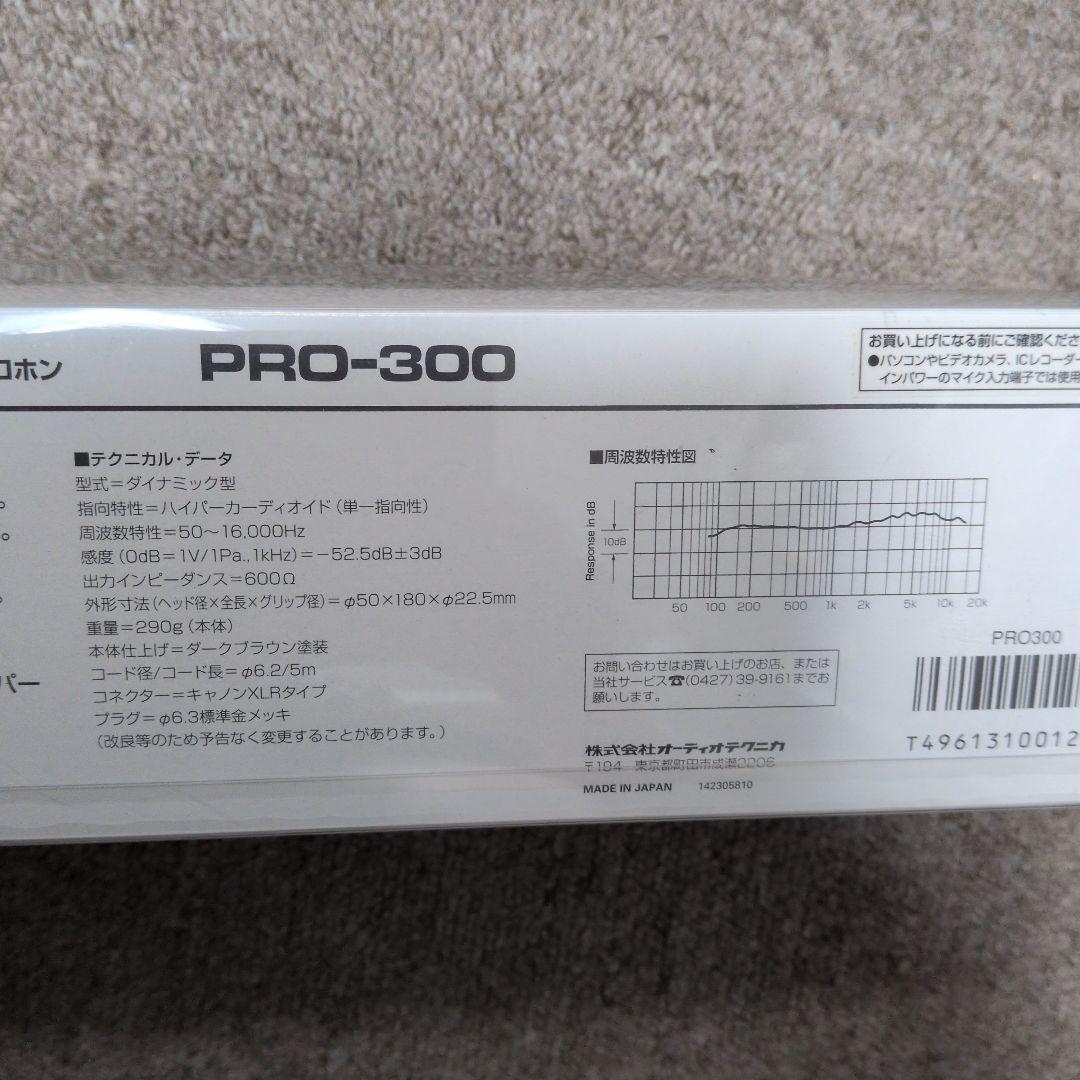 ロホン
PRO-300
お買い上げになる前にご確認くださ
●パソコンやビデオカメラ、ICレコーダー
インパワーのマイク入力端子では使用
■テクニカル・データ
型式=ダイナミック型
指向特性=ハイパーカーディオイド(単一指向性)
周波数特性=50~16,000Hz
感度(0dB=1V/1Pa.,1kHz)=-52.5dB±3dB
出力インピーダンス=600Ω
外形寸法(ヘッド径×全長×グリップ径)=φ50×180×φ22.5mm
重量=290g(本体)
本体仕上げ=ダークブラウン塗装
コード径/コード長=φ6.2/5m
コネクター=キャノンXLRタイプ
プラグ=φ6.3標準金メッキ
(改良等のため予告なく変更することがあります。)
パー
■周波数特性図
Response in dB
10dB
50 100 200 500 1k 2k 5k 10k 20k
PRO300
お問い合わせはお買い上げのお店、または
当社サービス☎(0427)39-9161までお
願いします。
T4961310012
株式会社オーディオテクニカ
〒194 東京都町田市成瀬2206
MADE IN JAPAN 142305810